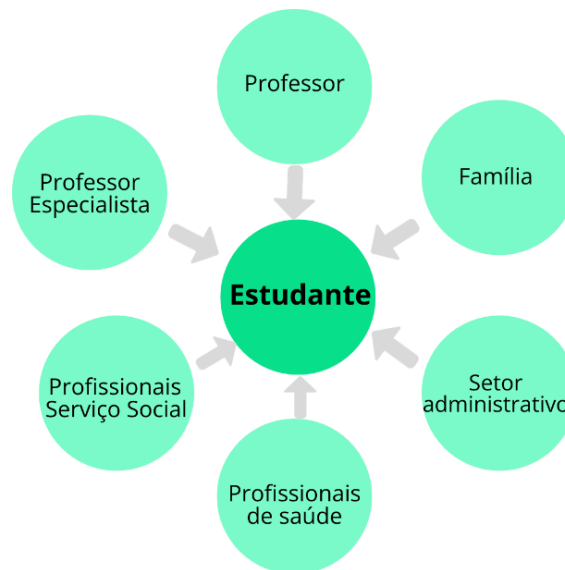 Professor
Professor
Especialista
Família
Estudante
Profissionais
Serviço Social
Setor
administrativo
Profissionais
de saúde